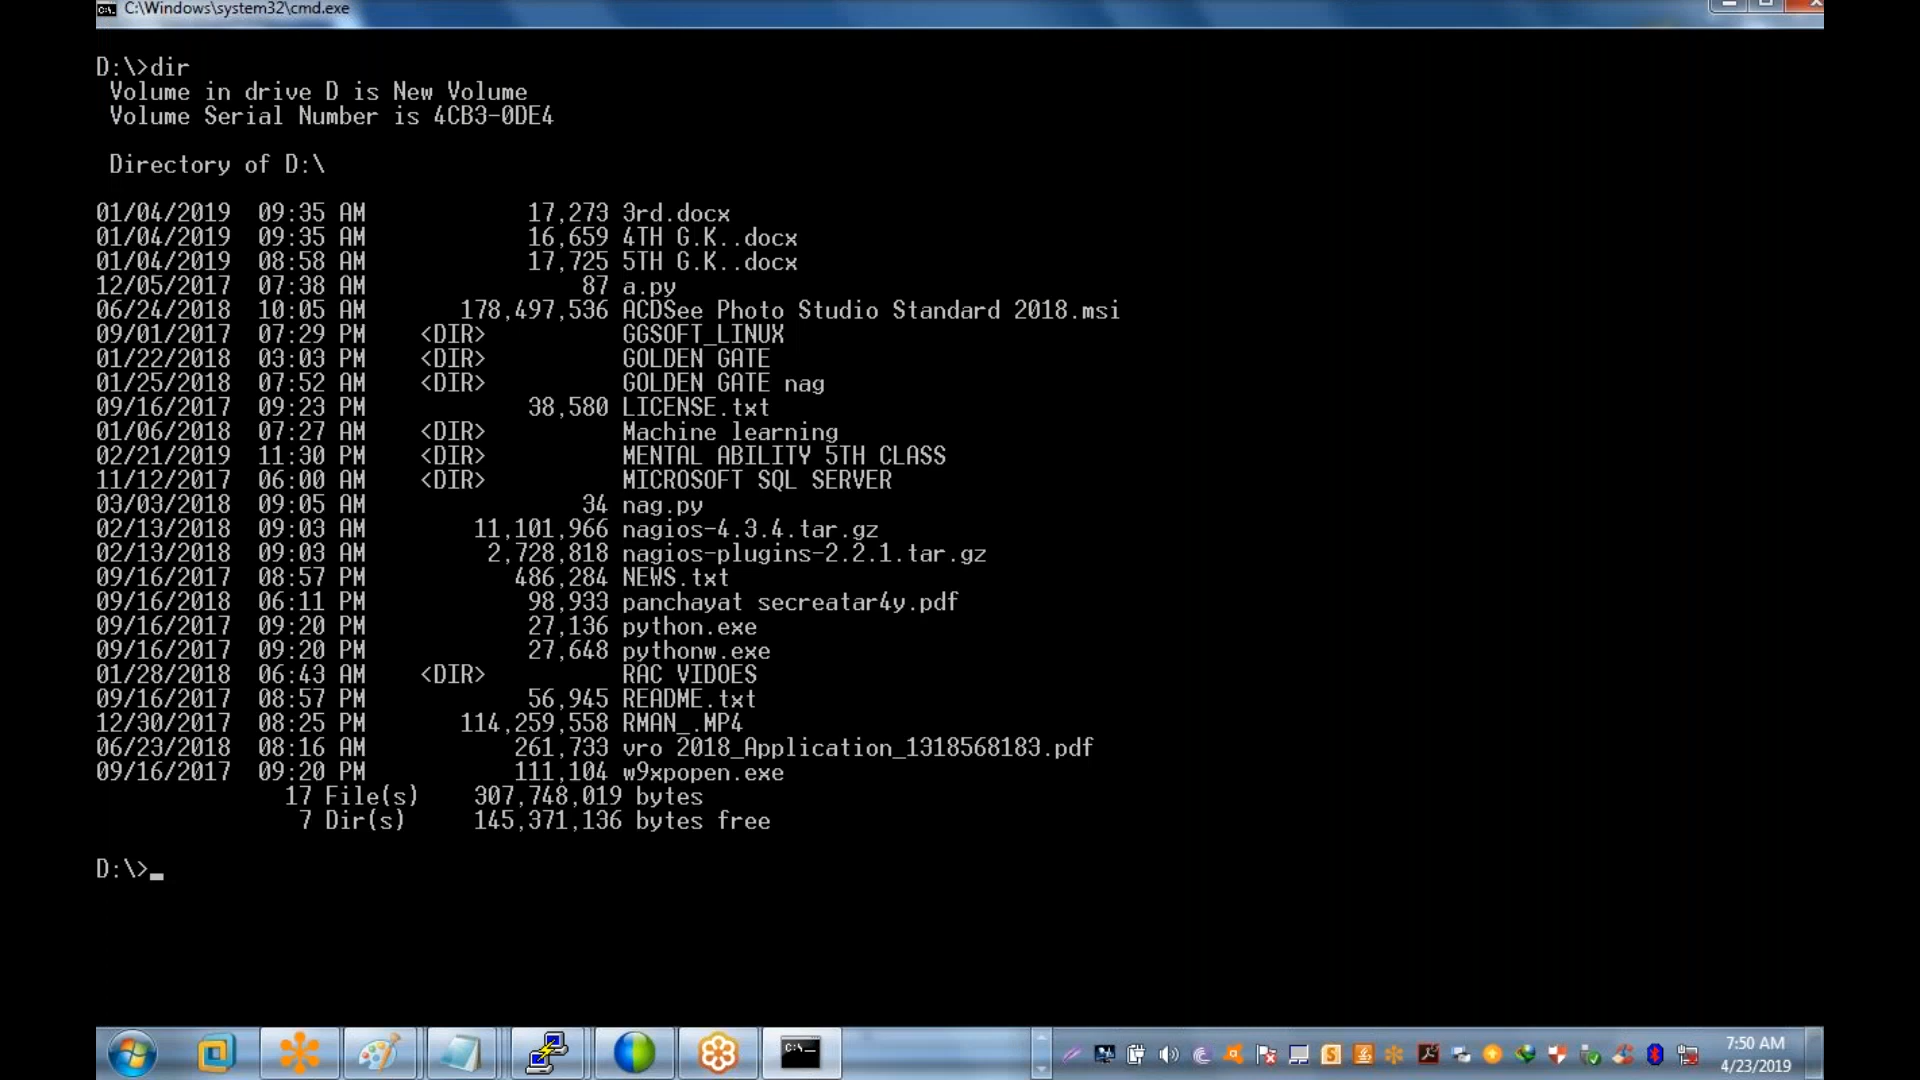 C:\Windows\system32\cmd.exe
D:\>dir
 Volume in drive D is New Volume
 Volume Serial Number is 4CB3-0DE4
 Directory of D:\
01/04/2019  09:35 AM            17,273 3rd.docx
01/04/2019  09:35 AM            16,659 4TH G.K..docx
01/04/2019  08:58 AM            17,725 5TH G.K..docx
12/05/2017  07:38 AM                87 a.py
06/24/2018  10:05 AM       178,497,536 ACDSee Photo Studio Standard 2018.msi
09/01/2017  07:29 PM    <DIR>          GGSOFT_LINUX
01/22/2018  03:03 PM    <DIR>          GOLDEN GATE
01/25/2018  07:52 AM    <DIR>          GOLDEN GATE nag
09/16/2017  09:23 PM            38,580 LICENSE.txt
01/06/2018  07:27 AM    <DIR>          Machine learning
02/21/2019  11:30 PM    <DIR>          MENTAL ABILITY 5TH CLASS
11/12/2017  06:00 AM    <DIR>          MICROSOFT SQL SERVER
03/03/2018  09:05 AM                34 nag.py
02/13/2018  09:03 AM        11,101,966 nagios-4.3.4.tar.gz
02/13/2018  09:03 AM         2,728,818 nagios-plugins-2.2.1.tar.gz
09/16/2017  08:57 PM           486,284 NEWS.txt
09/16/2018  06:11 PM            98,933 panchayat secreatar4y.pdf
09/16/2017  09:20 PM            27,136 python.exe
09/16/2017  09:20 PM            27,648 pythonw.exe
01/28/2018  06:43 AM    <DIR>          RAC VIDOES
09/16/2017  08:57 PM            56,945 README.txt
12/30/2017  08:25 PM       114,259,558 RMAN_.MP4
06/23/2018  08:16 AM           261,733 vro 2018_Application_1318568183.pdf
09/16/2017  09:20 PM           111,104 w9xpopen.exe
              17 File(s)    307,748,019 bytes
               7 Dir(s)     145,371,136 bytes free
D:\>_
7:50 AM
4/23/2019